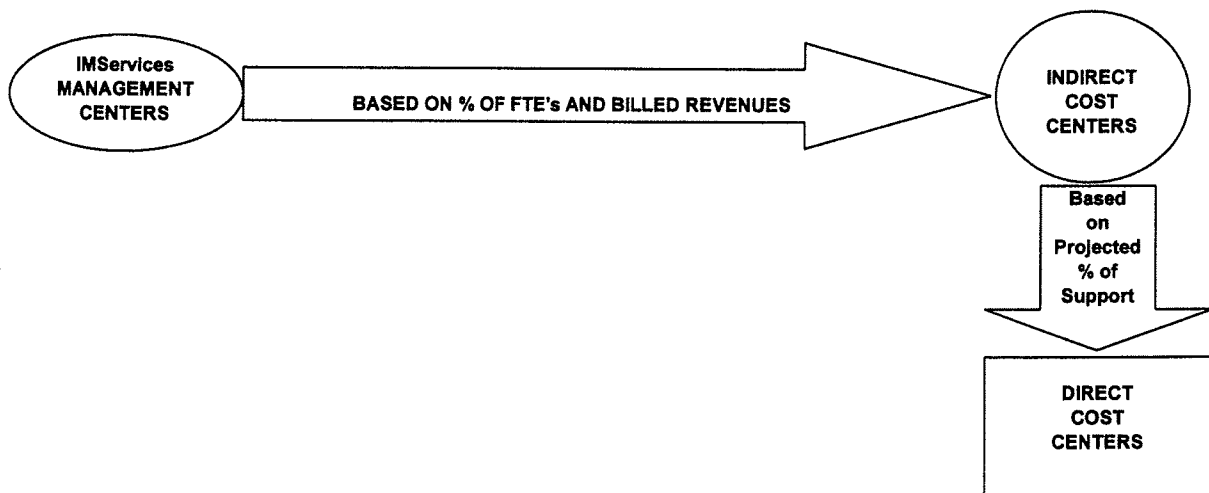 IMServices
MANAGEMENT
CENTERS
BASED ON % OF FTE's AND BILLED REVENUES
INDIRECT
COST
CENTERS
Based
on
Projected
% of
Support
DIRECT
COST
CENTERS